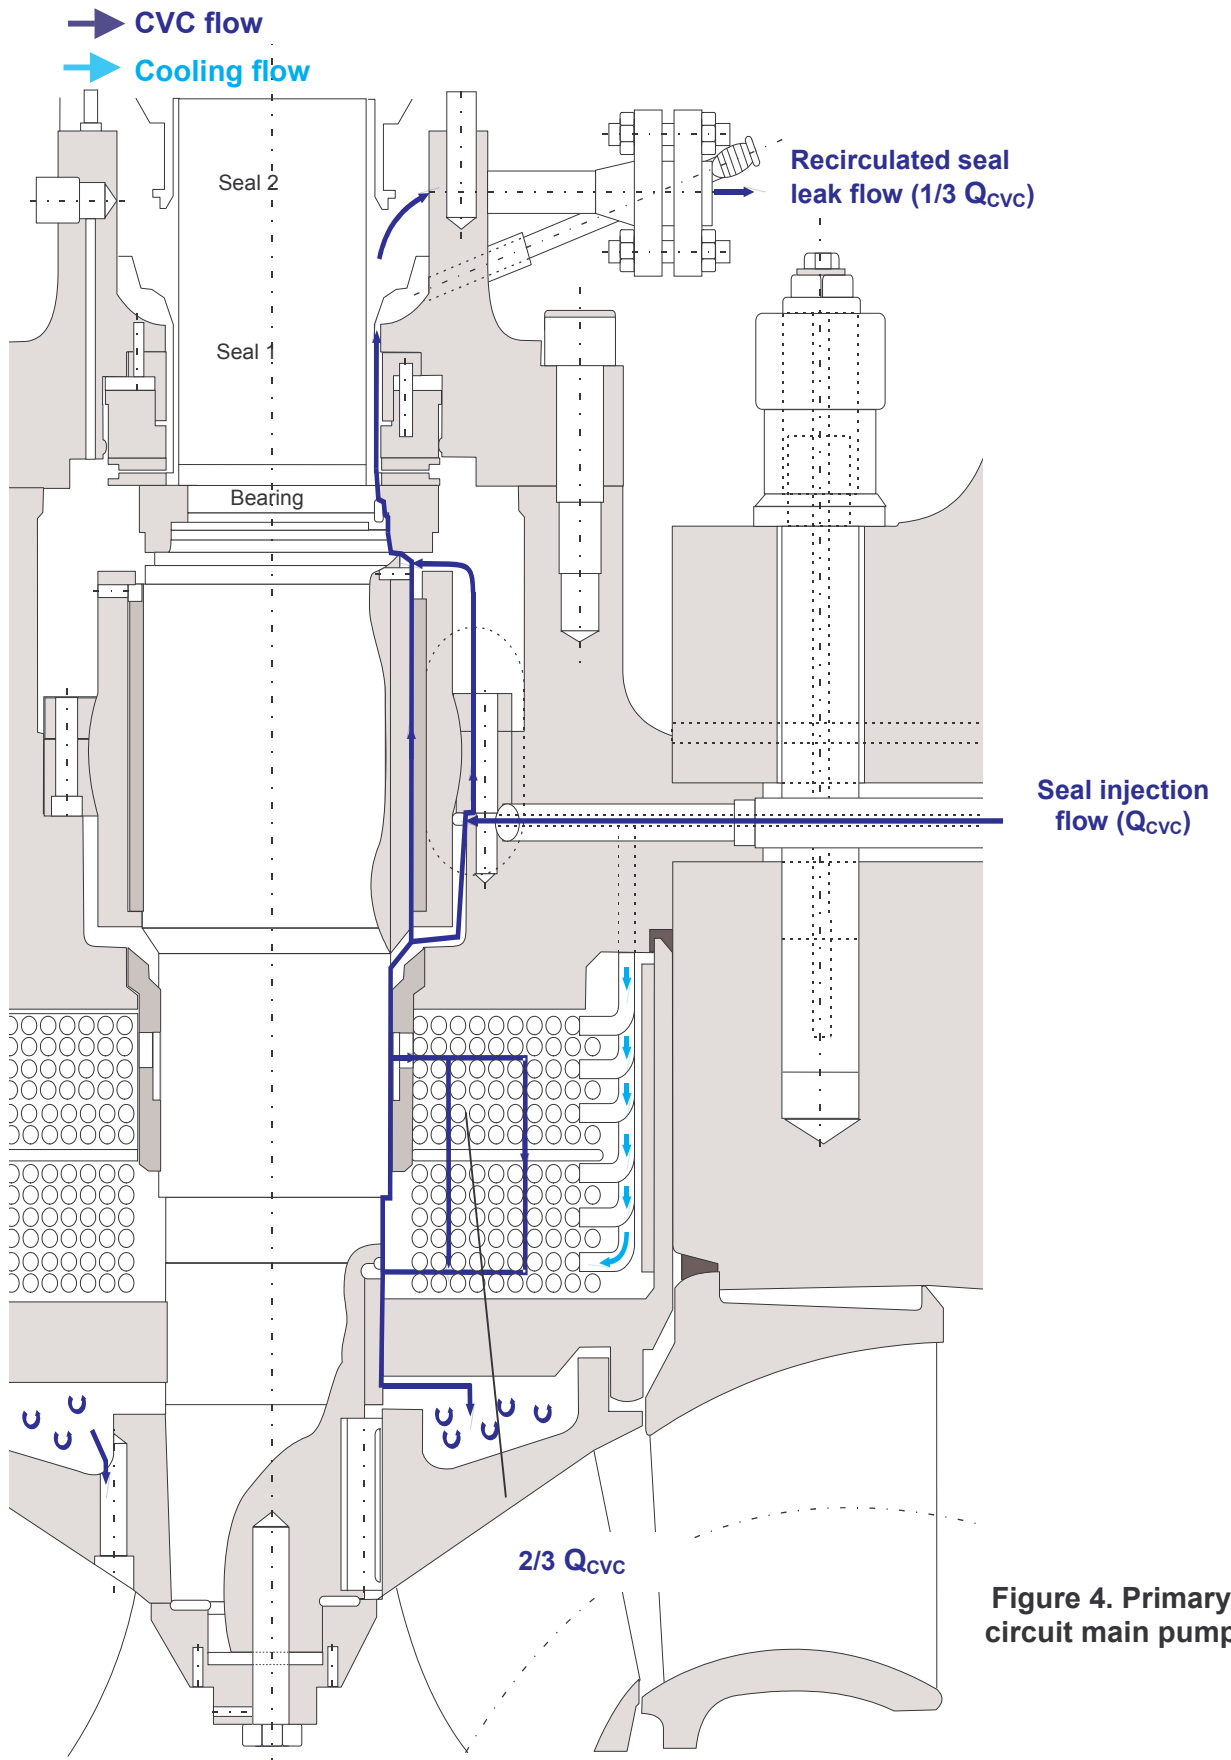 CVC flow
Cooling flow
Seal 2
Recirculated seal
leak flow (1/3 QCVC)
Seal 1
Bearing
Seal injection
flow (QCVC)
2/3 QCVC
Figure 4. Primary
circuit main pump